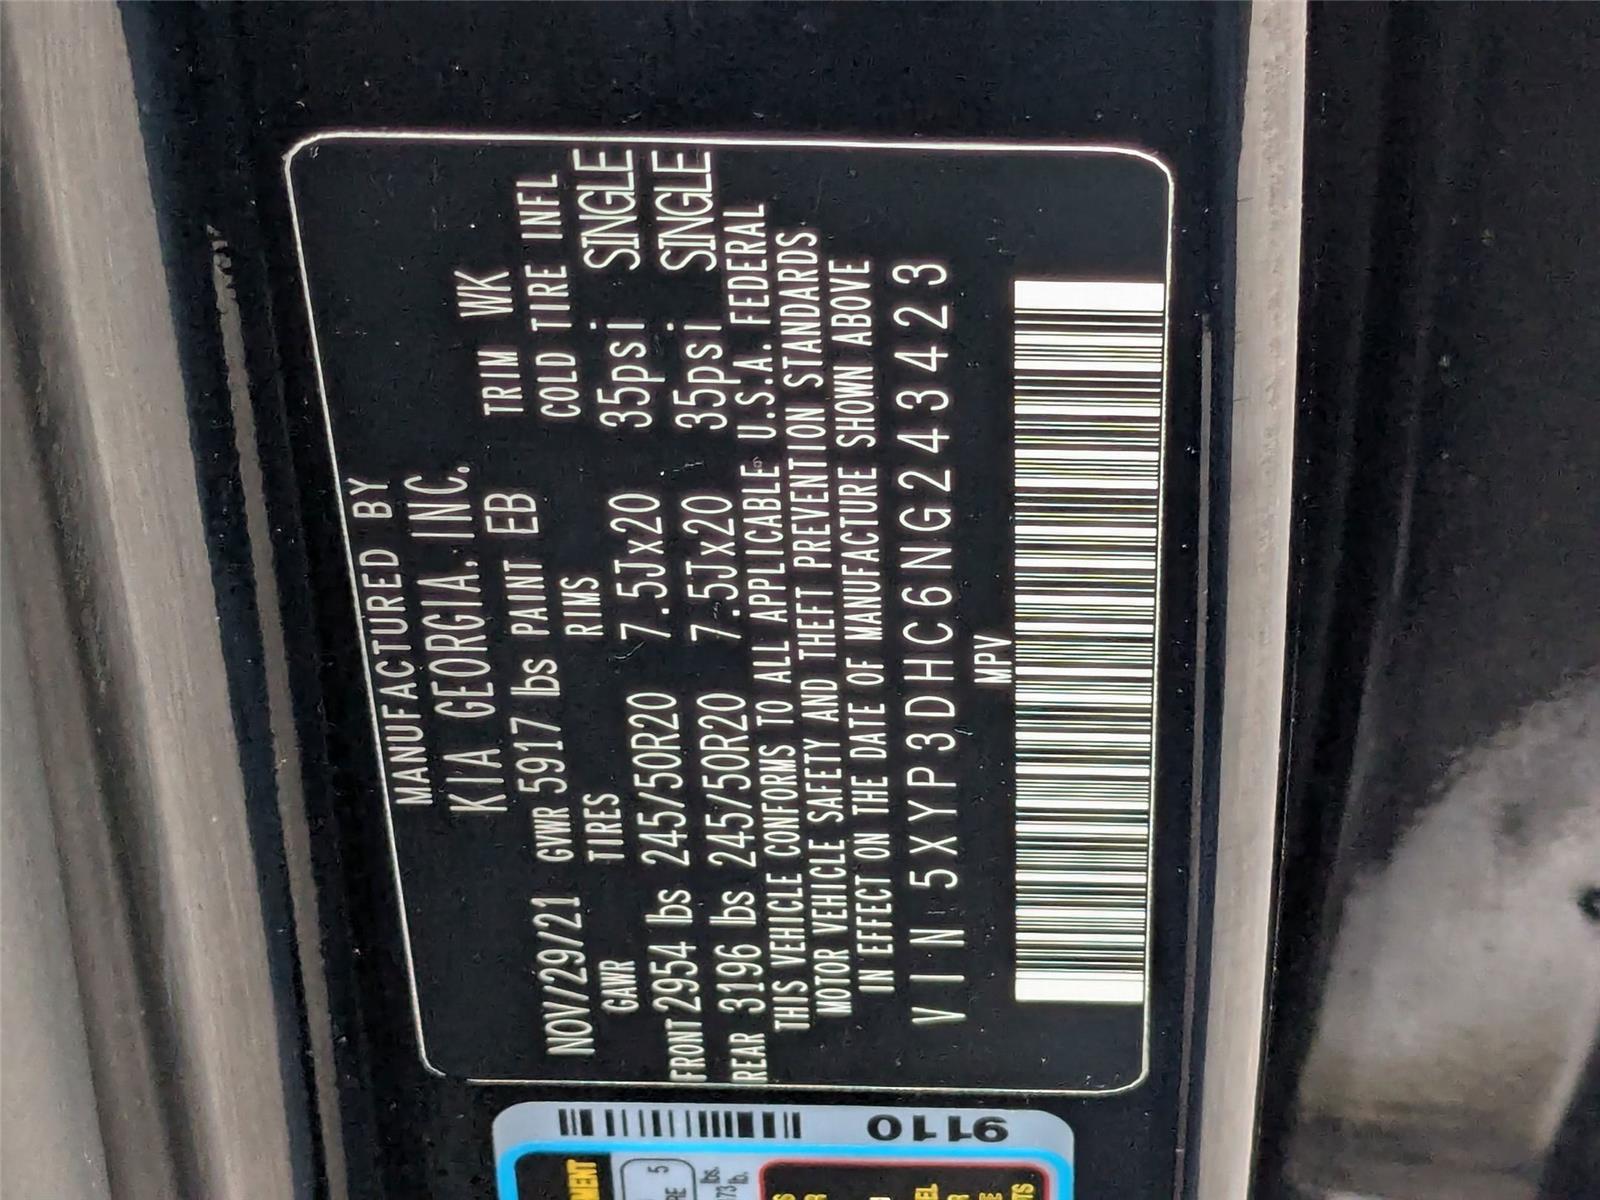 MANUFACTURED BY
KIA GEORGIA, INC.
NOV/29/21 GVWR 5917 lbs PAINT EB TRIM WK
GAWR TIRES RIMS COLD TIRE INFL
FRONT 2954 lbs 245/50R20 7.5Jx20 35psi SINGLE
REAR 3196 lbs 245/50R20 7.5Jx20 35psi SINGLE
THIS VEHICLE CONFORMS TO ALL APPLICABLE U.S.A. FEDERAL
MOTOR VEHICLE SAFETY AND THEFT PREVENTION STANDARDS
IN EFFECT ON THE DATE OF MANUFACTURE SHOWN ABOVE
VIN 5XYP3DHC6NG243423
MPV
9110
5
lbs.
lb.